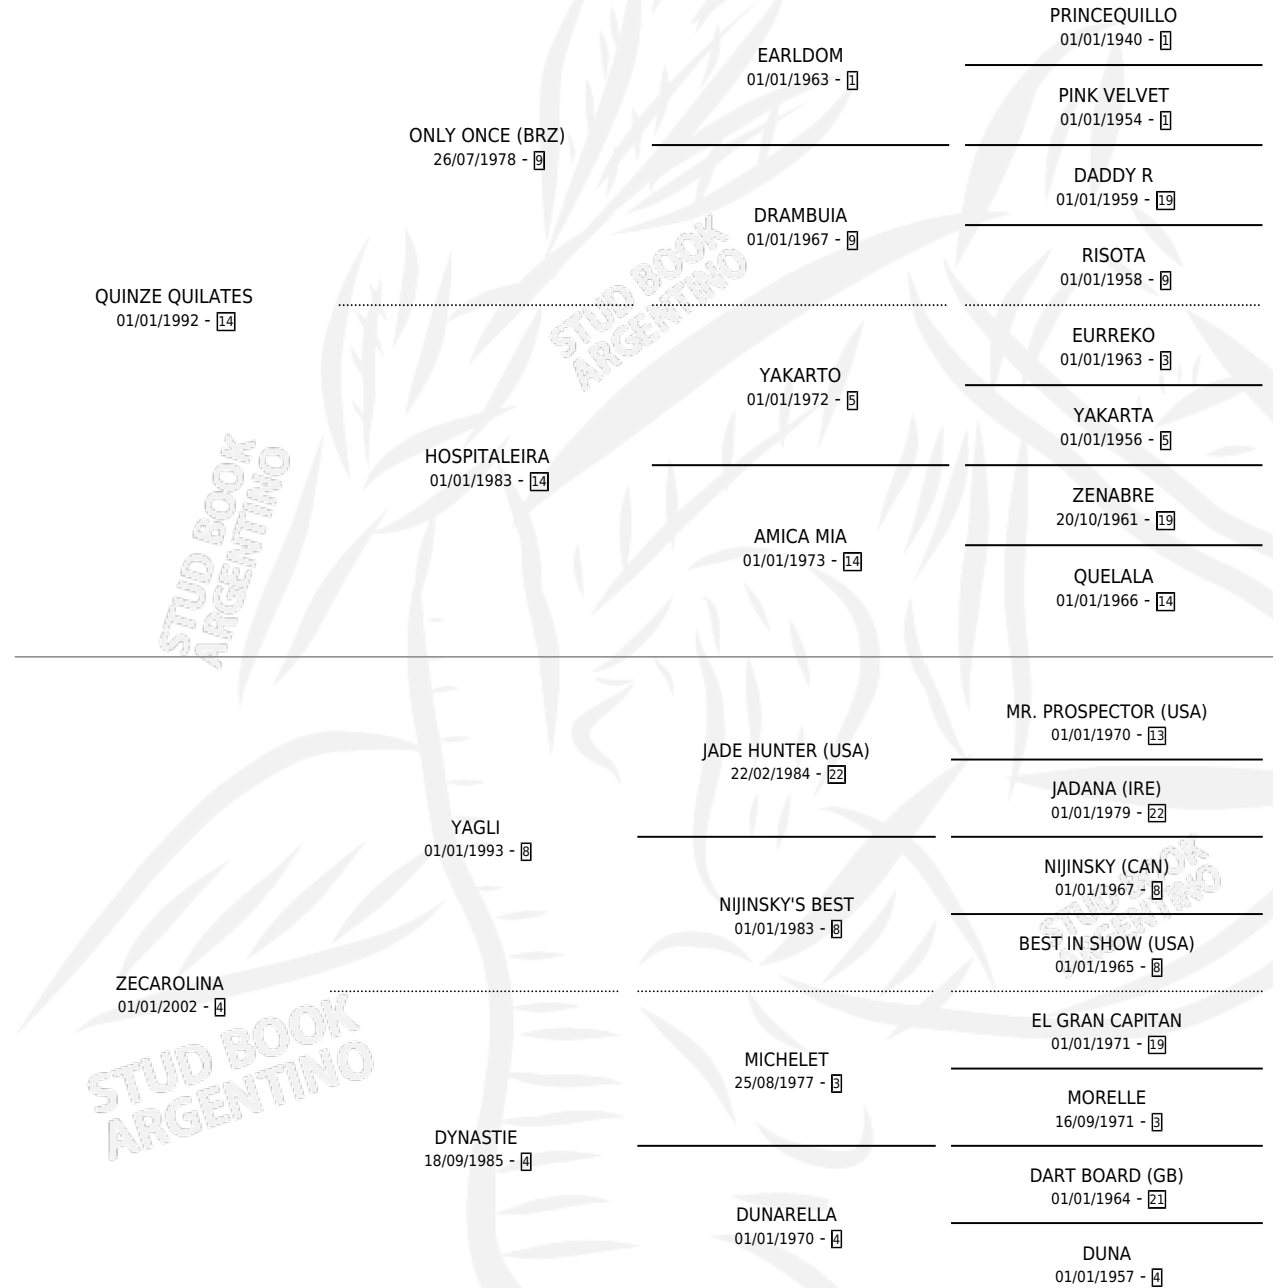 PRINCEQUILLO
01/01/1940 - 1
EARLDOM
01/01/1963 - 1
PINK VELVET
01/01/1954 - 1
ONLY ONCE (BRZ)
26/07/1978 - 9
DADDY R
01/01/1959 - 19
DRAMBUIA
01/01/1967 - 9
RISOTA
01/01/1958 - 9
QUINZE QUILATES
01/01/1992 - 14
STUD BOOK
ARGENTINO
EURREKO
01/01/1963 - 3
YAKARTO
01/01/1972 - 5
YAKARTA
01/01/1956 - 5
HOSPITALEIRA
01/01/1983 - 14
STUD BOOK
ARGENTINO
ZENABRE
20/10/1961 - 19
AMICA MIA
01/01/1973 - 14
QUELALA
01/01/1966 - 14
MR. PROSPECTOR (USA)
01/01/1970 - 13
JADE HUNTER (USA)
22/02/1984 - 22
JADANA (IRE)
01/01/1979 - 22
YAGLI
01/01/1993 - 8
NIJINSKY (CAN)
01/01/1967 - 8
NIJINSKY'S BEST
01/01/1983 - 8
STUD BOOK
ARGENTINO
BEST IN SHOW (USA)
01/01/1965 - 8
ZECAROLINA
01/01/2002 - 4
STUD BOOK
ARGENTINO
EL GRAN CAPITAN
01/01/1971 - 19
MICHELET
25/08/1977 - 3
MORELLE
16/09/1971 - 3
DYNASTIE
18/09/1985 - 4
DART BOARD (GB)
01/01/1964 - 21
DUNARELLA
01/01/1970 - 4
DUNA
01/01/1957 - 4